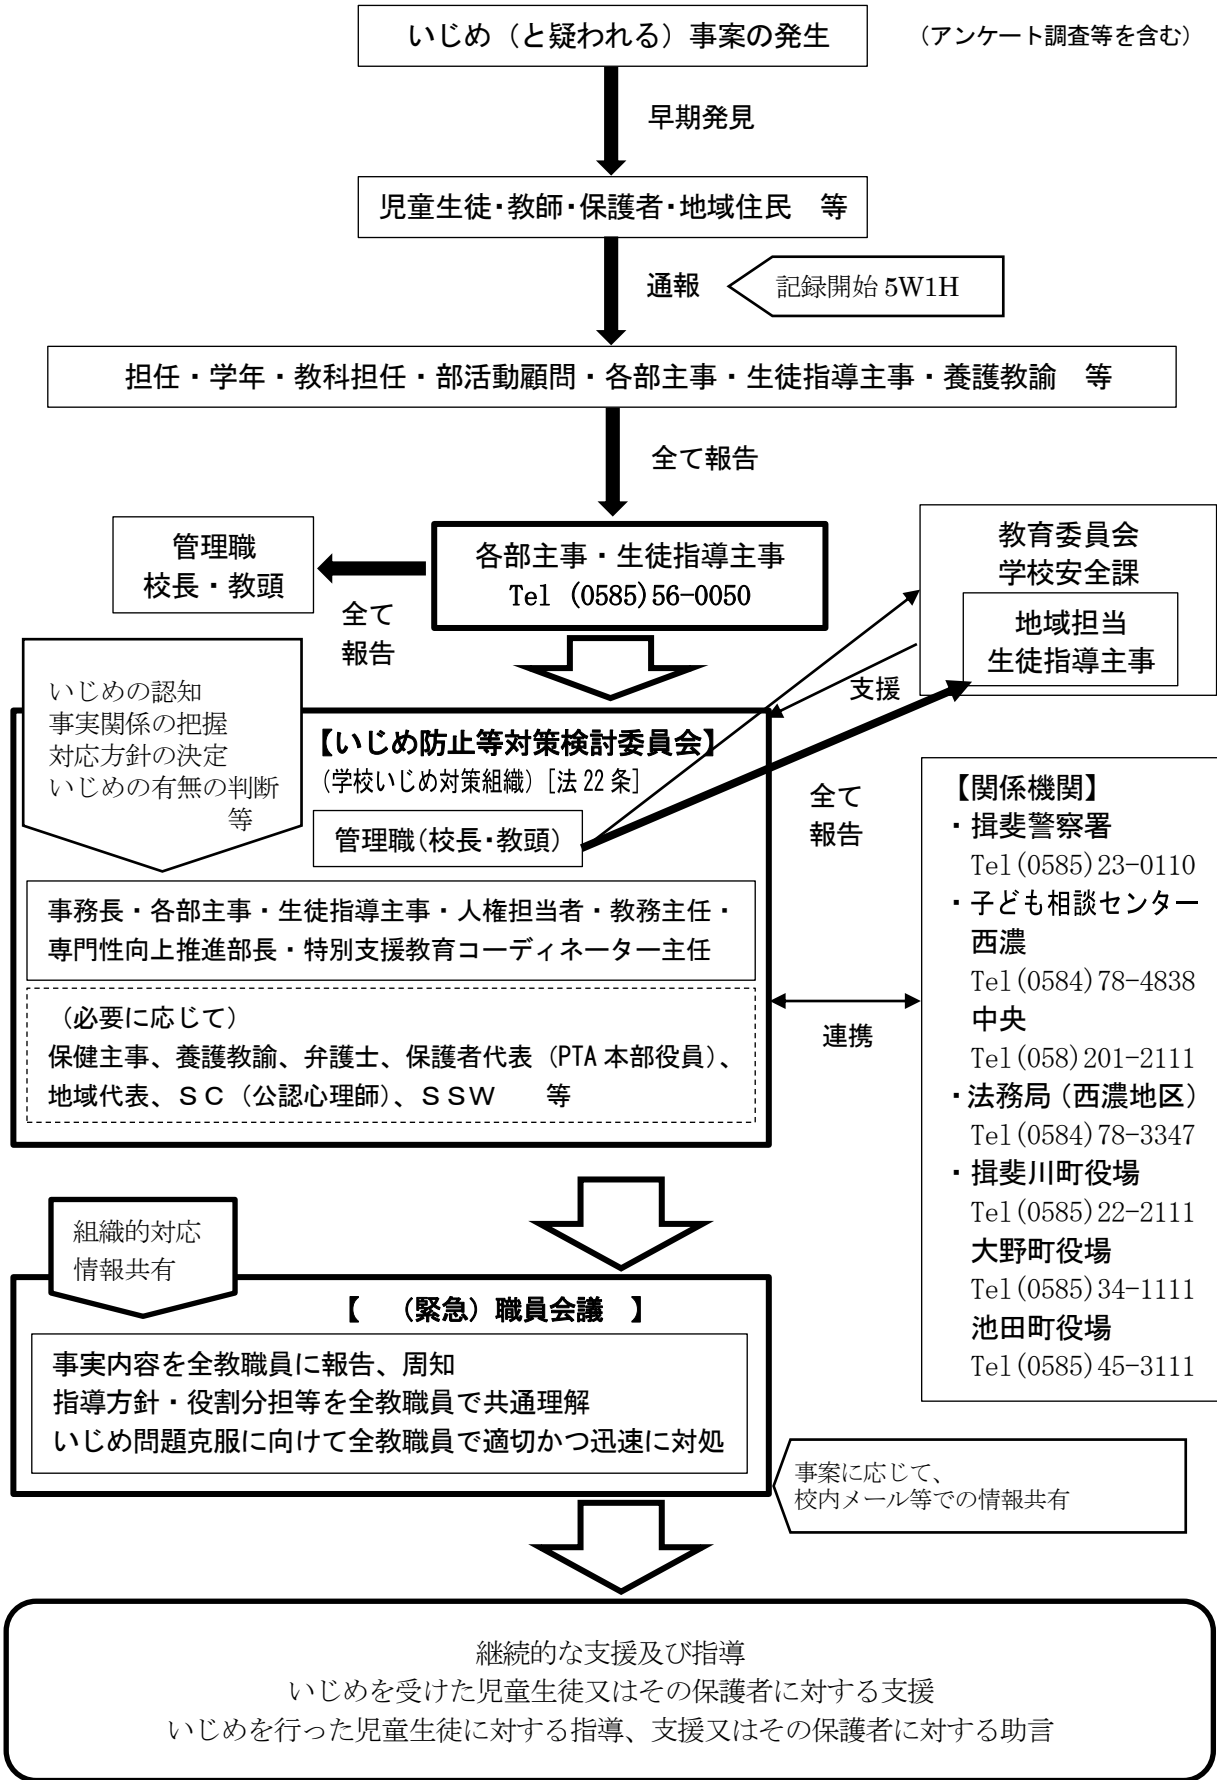 いじめ（と疑われる）事案の発生
（アンケート調査等を含む）
早期発見
児童生徒・教師・保護者・地域住民　等
通報
記録開始 5W1H
担任・学年・教科担任・部活動顧問・各部主事・生徒指導主事・養護教諭　等
全て報告
管理職
校長・教頭
全て
報告
各部主事・生徒指導主事
Tel (0585)56-0050
教育委員会
学校安全課
地域担当
生徒指導主事
支援
いじめの認知
事実関係の把握
対応方針の決定
いじめの有無の判断
等
【いじめ防止等対策検討委員会】
（学校いじめ対策組織）［法 22 条］
管理職（校長・教頭）
全て
報告
事務長・各部主事・生徒指導主事・人権担当者・教務主任・
専門性向上推進部長・特別支援教育コーディネーター主任
（必要に応じて）
保健主事、養護教諭、弁護士、保護者代表（PTA 本部役員）、
地域代表、ＳＣ（公認心理師）、ＳＳＷ　　等
連携
【関係機関】
・揖斐警察署
Tel(0585)23-0110
・子ども相談センター
西濃
Tel(0584)78-4838
中央
Tel(058)201-2111
・法務局（西濃地区）
Tel(0584)78-3347
・揖斐川町役場
Tel(0585)22-2111
大野町役場
Tel(0585)34-1111
池田町役場
Tel(0585)45-3111
組織的対応
情報共有
【　（緊急）職員会議　】
事実内容を全教職員に報告、周知
指導方針・役割分担等を全教職員で共通理解
いじめ問題克服に向けて全教職員で適切かつ迅速に対処
事案に応じて、
校内メール等での情報共有
継続的な支援及び指導
いじめを受けた児童生徒又はその保護者に対する支援
いじめを行った児童生徒に対する指導、支援又はその保護者に対する助言